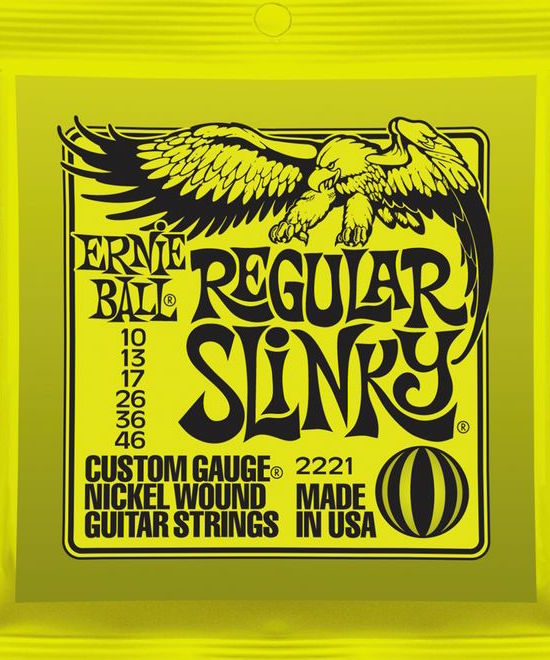 ERNIE
BALL®
REGULAR
SLINKY®
10
13
17
26
36
46
CUSTOM GAUGE®
NICKEL WOUND
GUITAR STRINGS
2221
MADE
IN USA